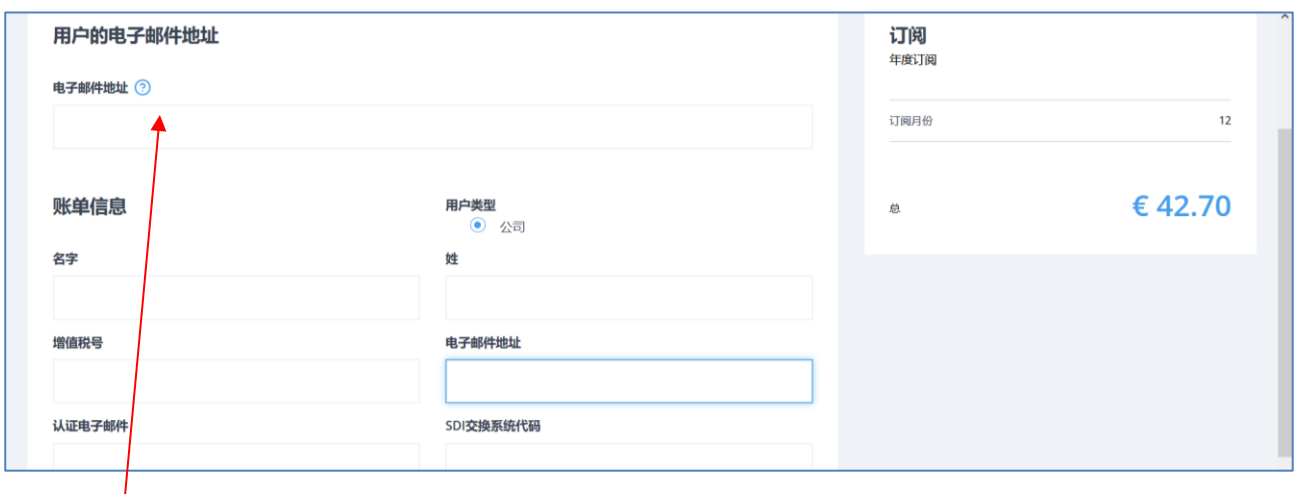 用户的电子邮件地址
电子邮件地址 ?
账单信息
用户类型
公司
名字
姓
增值税号
电子邮件地址
认证电子邮件
SDI交换系统代码
订阅
年度订阅
订阅月份 12
总 € 42.70